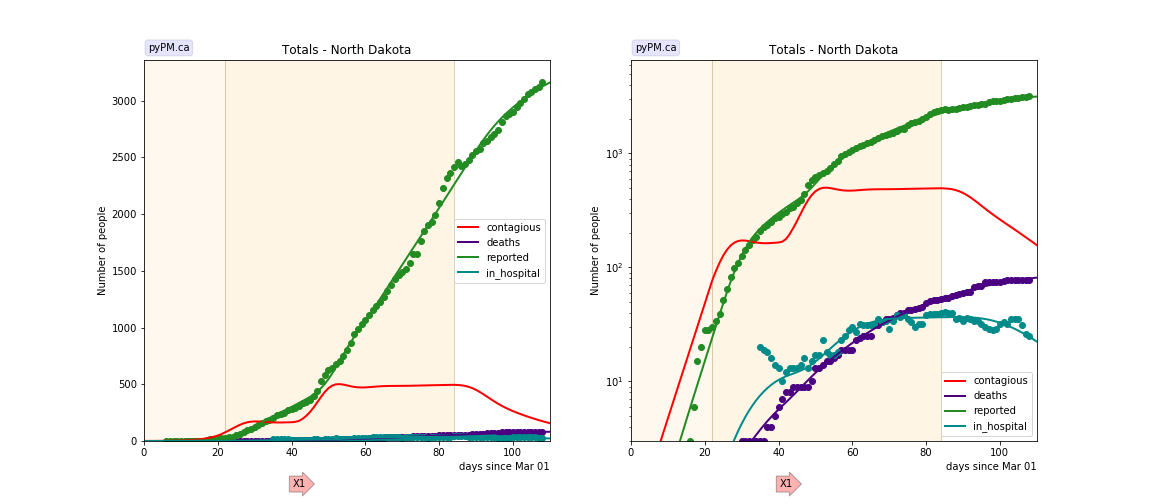 pyPM.ca
Totals - North Dakota
Number of people
3000
2500
2000
1500
1000
500
0
contagious
deaths
reported
in_hospital
0 20 40 60 80 100
days since Mar 01
X1
pyPM.ca
Totals - North Dakota
Number of people
10³
10²
10¹
contagious
deaths
reported
in_hospital
0 20 40 60 80 100
days since Mar 01
X1